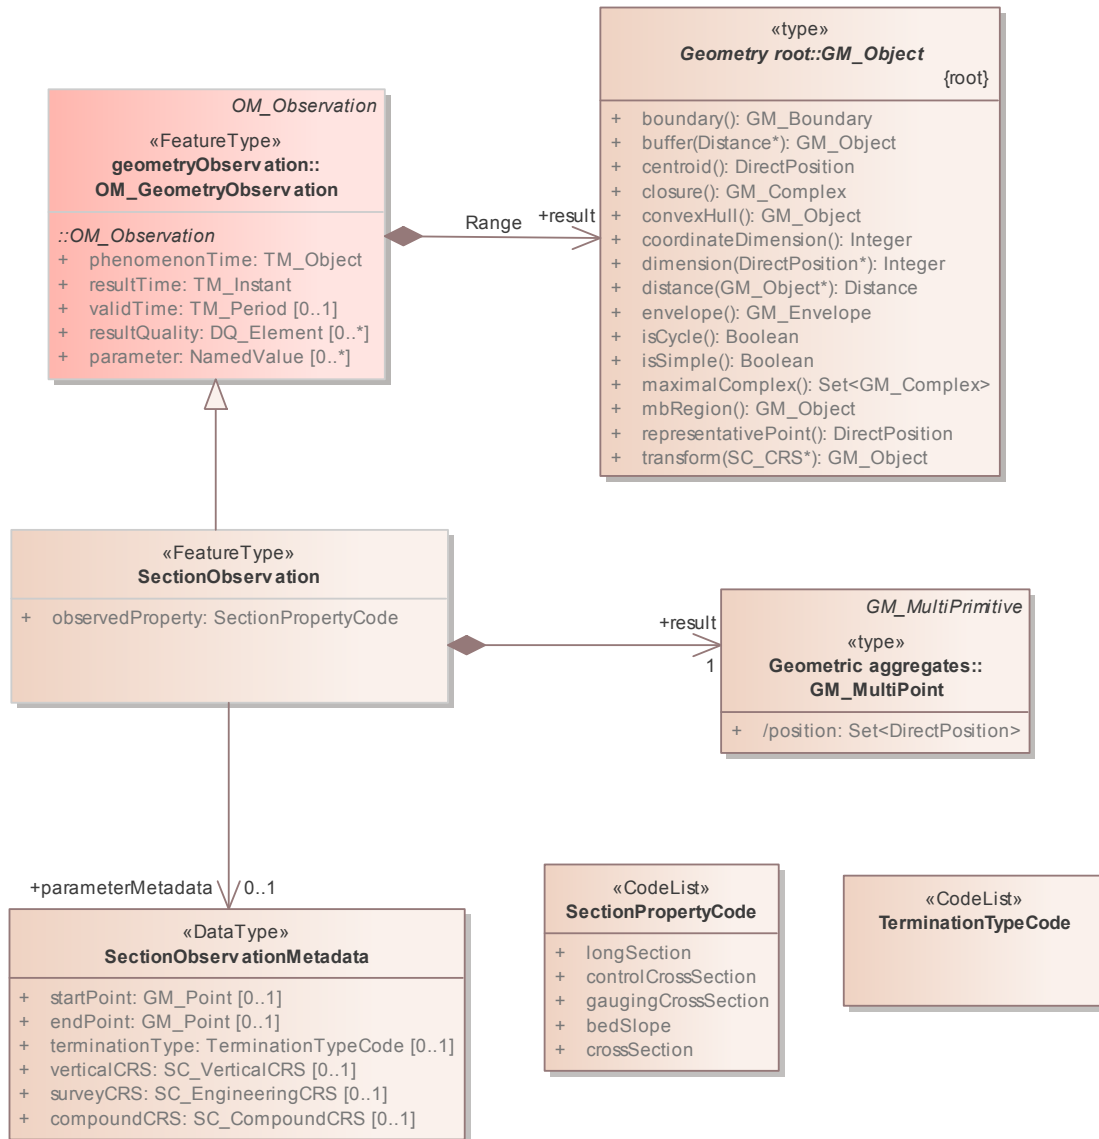 OM_Observation
«FeatureType»
geometryObservation::
OM_GeometryObservation
::OM_Observation
+ phenomenonTime: TM_Object
+ resultTime: TM_Instant
+ validTime: TM_Period [0..1]
+ resultQuality: DQ_Element [0..*]
+ parameter: NamedValue [0..*]
Range
+result
«type»
Geometry root::GM_Object
{root}
+ boundary(): GM_Boundary
+ buffer(Distance*): GM_Object
+ centroid(): DirectPosition
+ closure(): GM_Complex
+ convexHull(): GM_Object
+ coordinateDimension(): Integer
+ dimension(DirectPosition*): Integer
+ distance(GM_Object*): Distance
+ envelope(): GM_Envelope
+ isCycle(): Boolean
+ isSimple(): Boolean
+ maximalComplex(): Set<GM_Complex>
+ mbRegion(): GM_Object
+ representativePoint(): DirectPosition
+ transform(SC_CRS*): GM_Object
«FeatureType»
SectionObservation
+ observedProperty: SectionPropertyCode
+result
1
GM_MultiPrimitive
«type»
Geometric aggregates::
GM_MultiPoint
+ /position: Set<DirectPosition>
+parameterMetadata
0..1
«DataType»
SectionObservationMetadata
+ startPoint: GM_Point [0..1]
+ endPoint: GM_Point [0..1]
+ terminationType: TerminationTypeCode [0..1]
+ verticalCRS: SC_VerticalCRS [0..1]
+ surveyCRS: SC_EngineeringCRS [0..1]
+ compoundCRS: SC_CompoundCRS [0..1]
«CodeList»
SectionPropertyCode
+ longSection
+ controlCrossSection
+ gaugingCrossSection
+ bedSlope
+ crossSection
«CodeList»
TerminationTypeCode